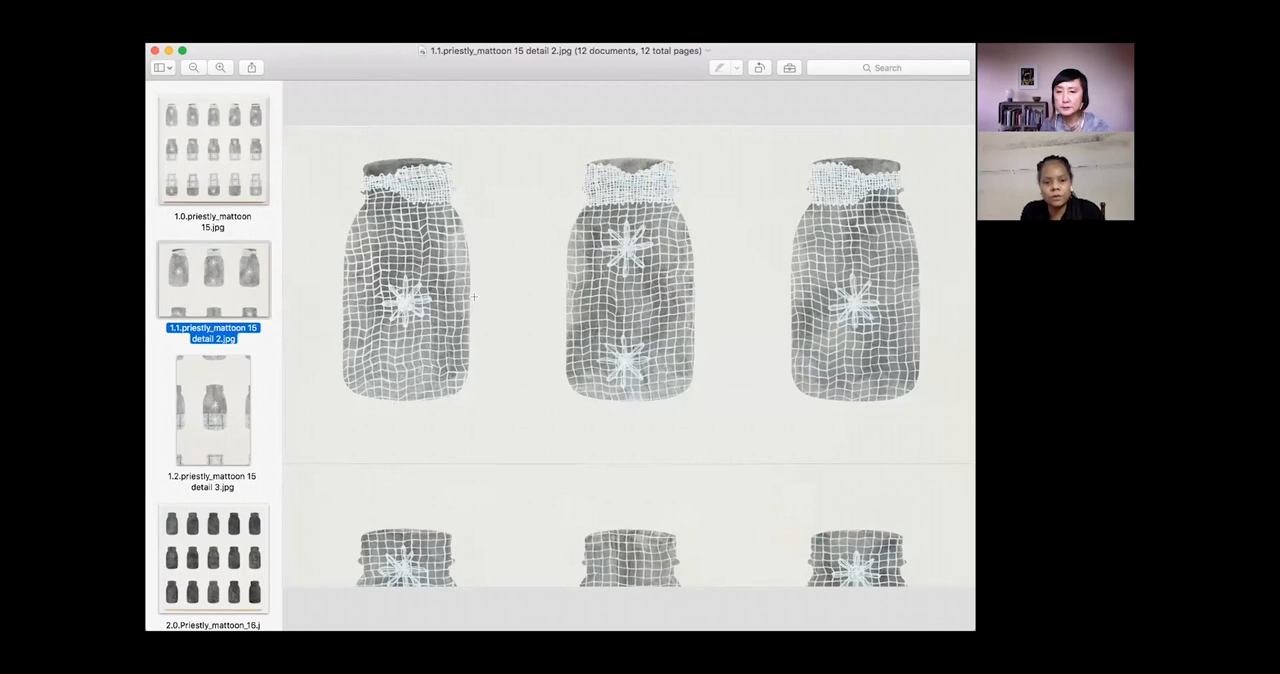 1.1.priestly_mattoon 15 detail 2.jpg (12 documents, 12 total pages)
Search
1.0.priestly_mattoon
15.jpg
1.1.priestly_mattoon 15
detail 2.jpg
1.2.priestly_mattoon 15
detail 3.jpg
2.0.Priestly_mattoon_16.j